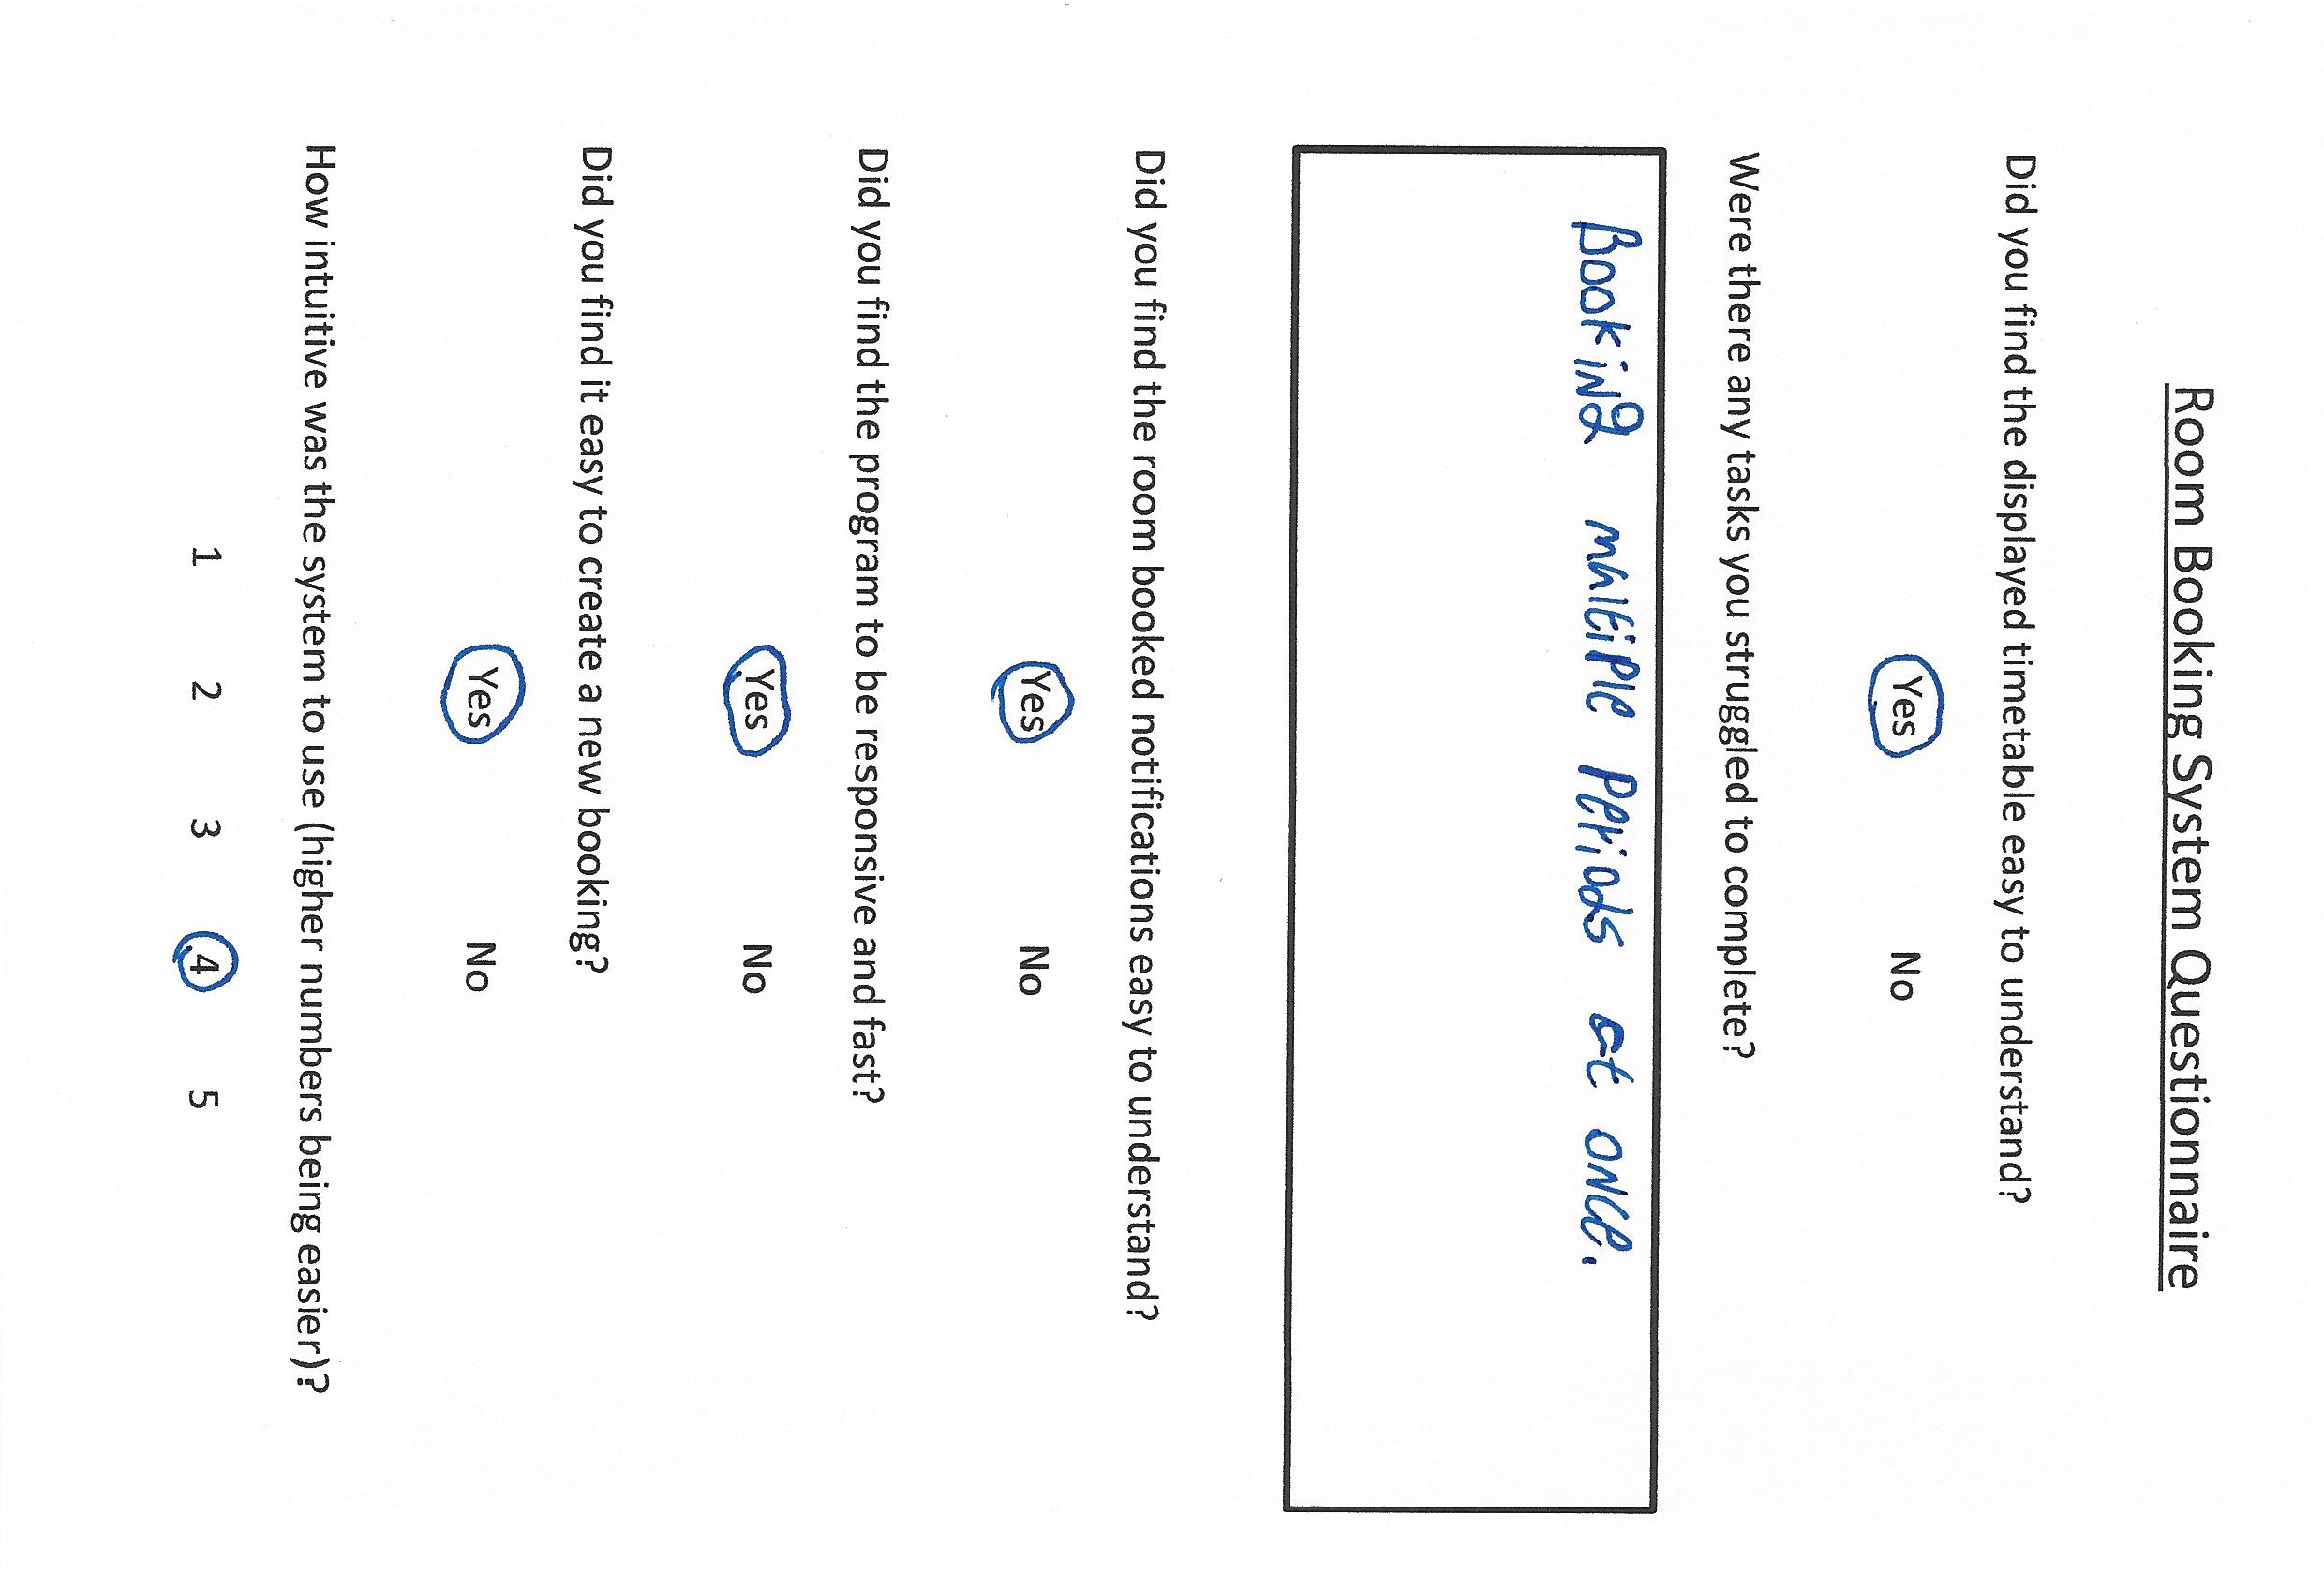 Room Booking System Questionnaire
Did you find the displayed timetable easy to understand?
Yes No
Were there any tasks you struggled to complete?
Booking multiple periods at once.
Did you find the room booked notifications easy to understand?
Yes No
Did you find the program to be responsive and fast?
Yes No
Did you find it easy to create a new booking?
Yes No
How intuitive was the system to use (higher numbers being easier)?
1 2 3 4 5